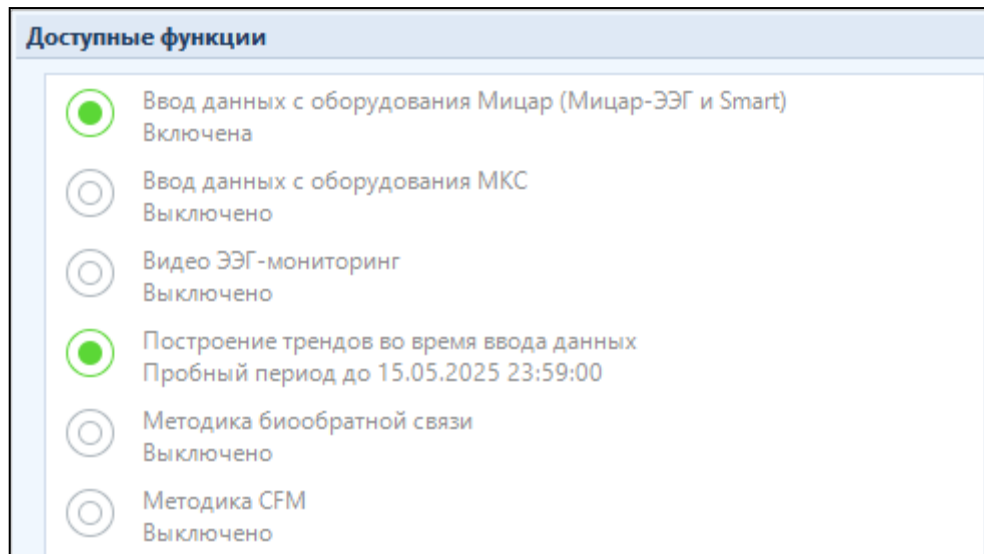 Доступные функции
Ввод данных с оборудования Мицар (Мицар-ЭЭГ и Smart)
Включена
Ввод данных с оборудования МКС
Выключено
Видео ЭЭГ-мониторинг
Выключено
Построение трендов во время ввода данных
Пробный период до 15.05.2025 23:59:00
Методика биообратной связи
Выключено
Методика CFM
Выключено